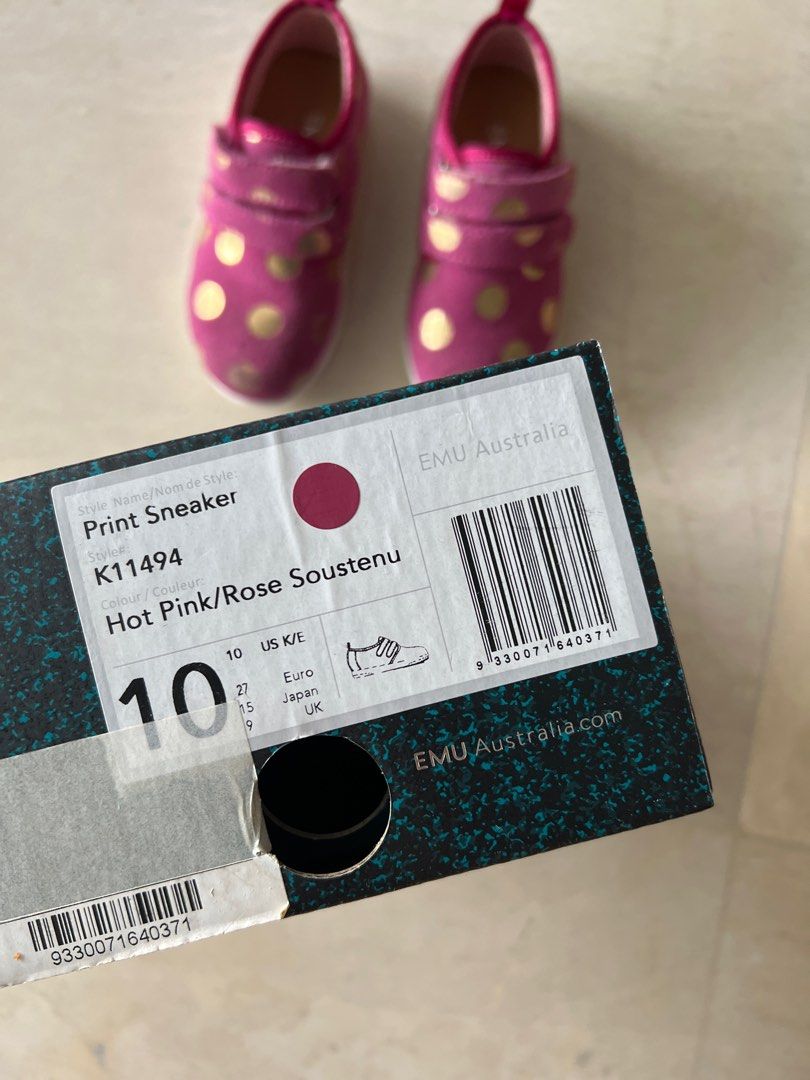 Style Name/Nom de Style:
Print Sneaker
Style#:
K11494
Colour / Couleur:
Hot Pink/Rose Soustenu
EMU Australia
10
10 US K/E
27 Euro
15 Japan
9 UK
9 330071 640371
EMU Australia.com
9330071640371